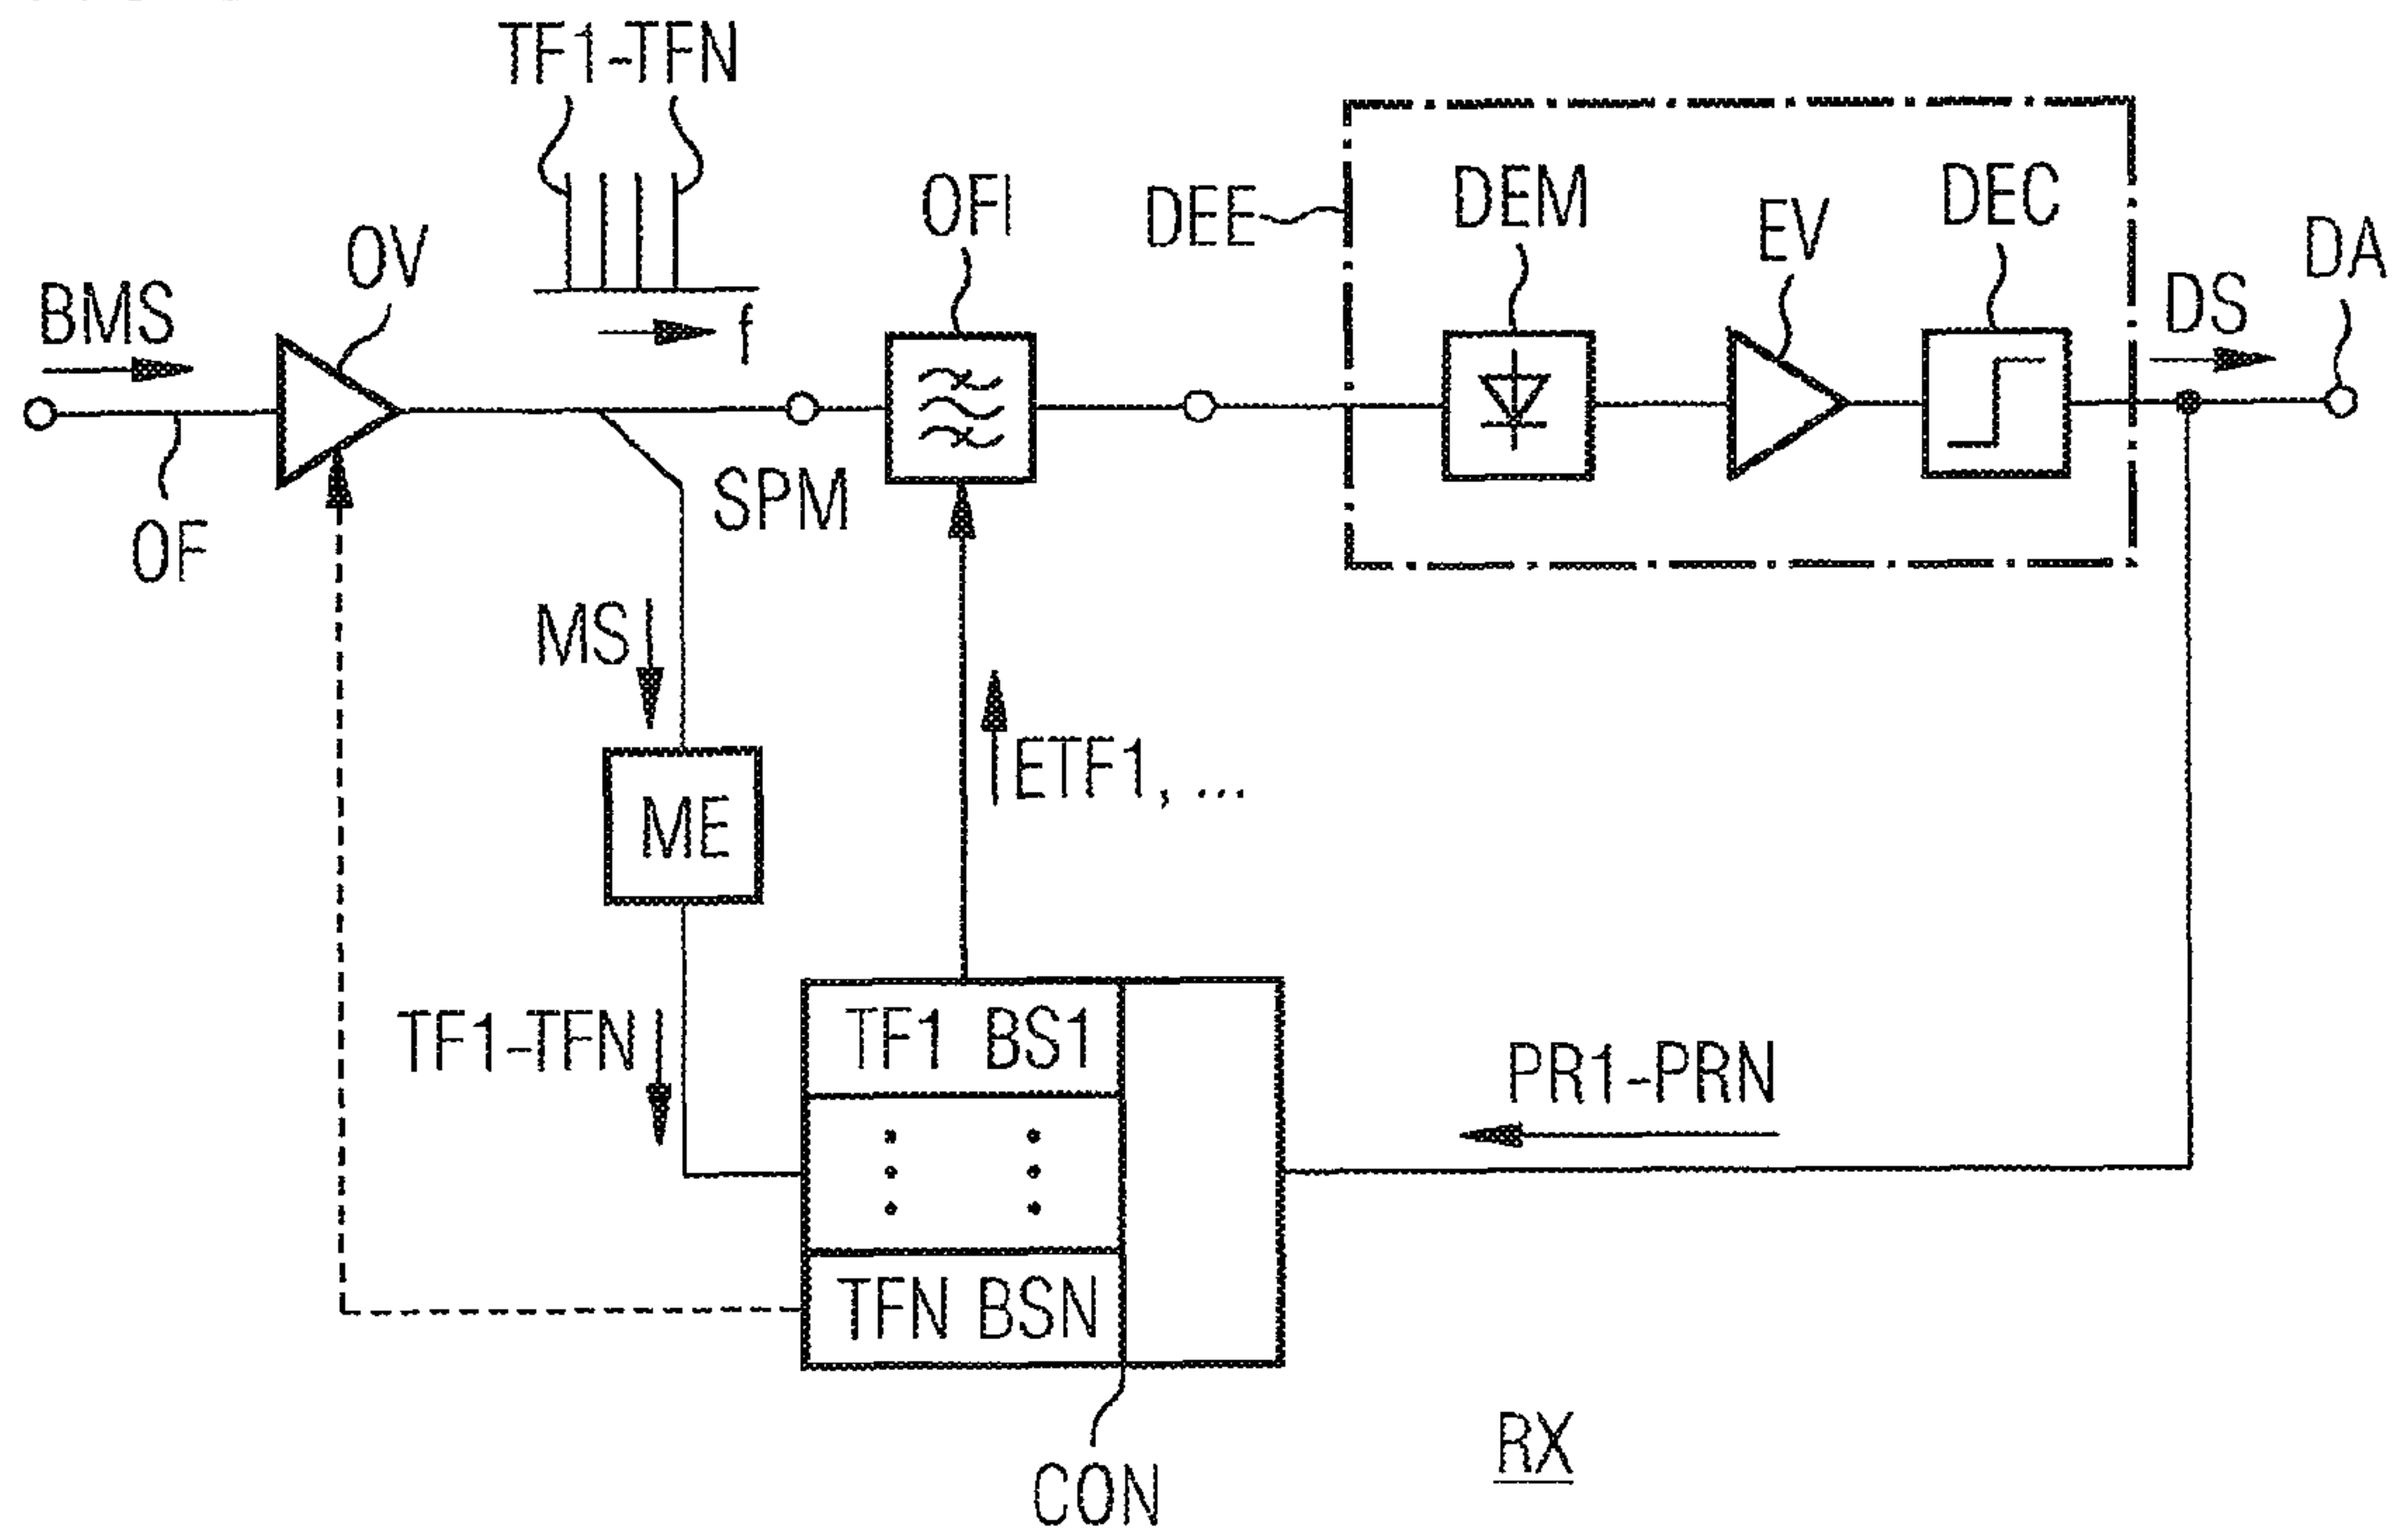 TF1-TFN
OFI
DEE
DEM
EV
DEC
DA
BMS
OV
f
DS
OF
SPM
MS
ETF1, ...
ME
TF1-TFN
TF1 BS1
PR1-PRN
TFN BSN
CON
RX